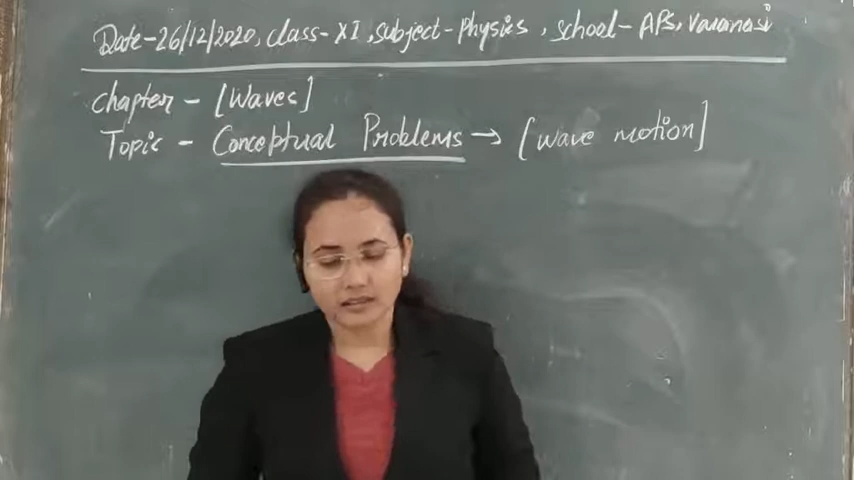 Date-26/12/2020, class-XI, subject-Physics, school-APS, Varanasi
Chapter - [Waves]
Topic - Conceptual Problems → [wave motion]